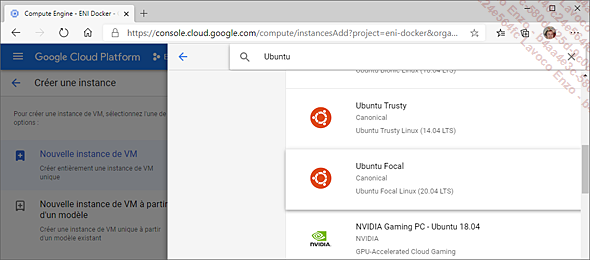 Compute Engine - ENI Docker -
https://console.cloud.google.com/compute/instancesAdd?project=eni-docker&orga
Google Cloud Platform
Ubuntu
Créer une instance
Pour créer une instance de VM, sélectionnez l'une de
options :
Nouvelle instance de VM
Créer entièrement une instance de VM
unique
Nouvelle instance de VM à partir
d'un modèle
Créer une instance de VM unique à partir
d'un modèle existant
Ubuntu Bionic Linux (18.04 LTS)
Ubuntu Trusty
Canonical
Ubuntu Trusty Linux (14.04 LTS)
Ubuntu Focal
Canonical
Ubuntu Focal Linux (20.04 LTS)
NVIDIA
NVIDIA Gaming PC - Ubuntu 18.04
NVIDIA
GPU-Accelerated Cloud Gaming